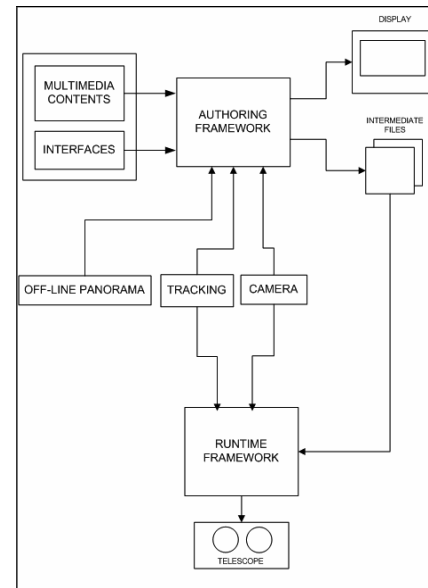 DISPLAY
MULTIMEDIA
CONTENTS
AUTHORING
FRAMEWORK
INTERMEDIATE
FILES
INTERFACES
OFF-LINE PANORAMA
TRACKING
CAMERA
RUNTIME
FRAMEWORK
TELESCOPE